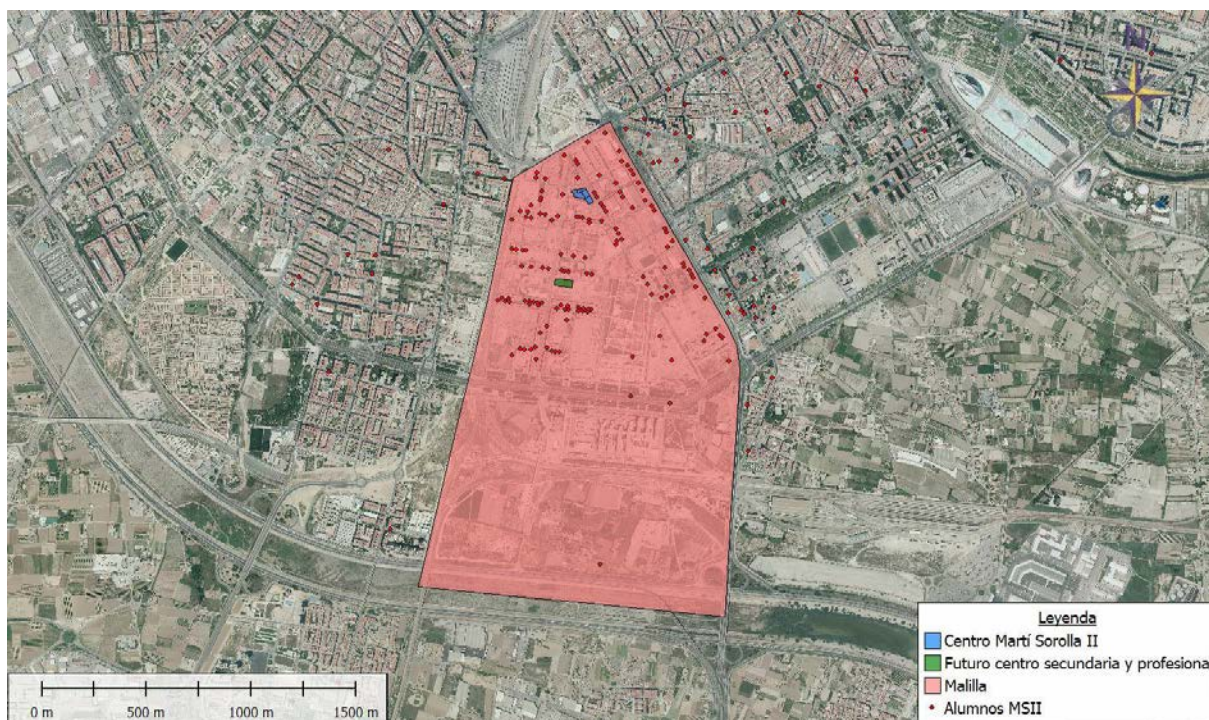 N
Leyenda
Centro Martí Sorolla II
Futuro centro secundaria y profesiona
Malilla
Alumnos MSII
0 m 500 m 1000 m 1500 m